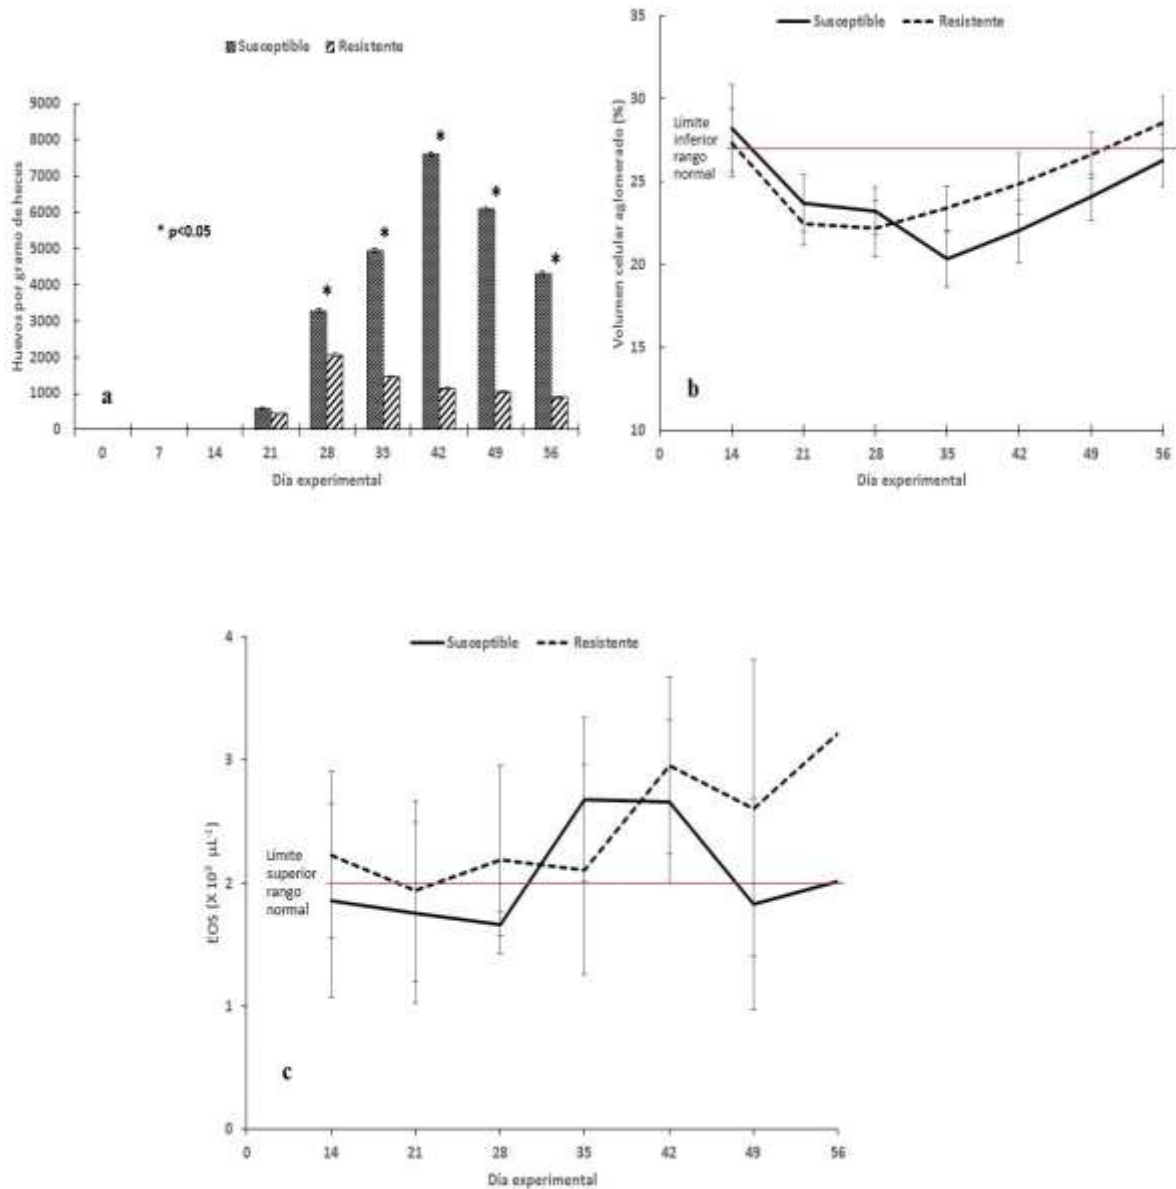 Susceptible Resistente
Huevos por gramo de heces
9000
8000
7000
6000
5000
4000
3000
2000
1000
0
* p<0.05
*
*
*
*
*
a
0 7 14 21 28 35 42 49 56
Día experimental
Susceptible Resistente
Volumen celular aglomerado (%)
35
30
25
20
15
10
Límite
inferior
rango
normal
b
0 14 21 28 35 42 49 56
Día experimental
Susceptible Resistente
EOS (X 10³ µL⁻¹)
4
3
2
1
0
Límite
superior
rango
normal
c
0 14 21 28 35 42 49 56
Día experimental